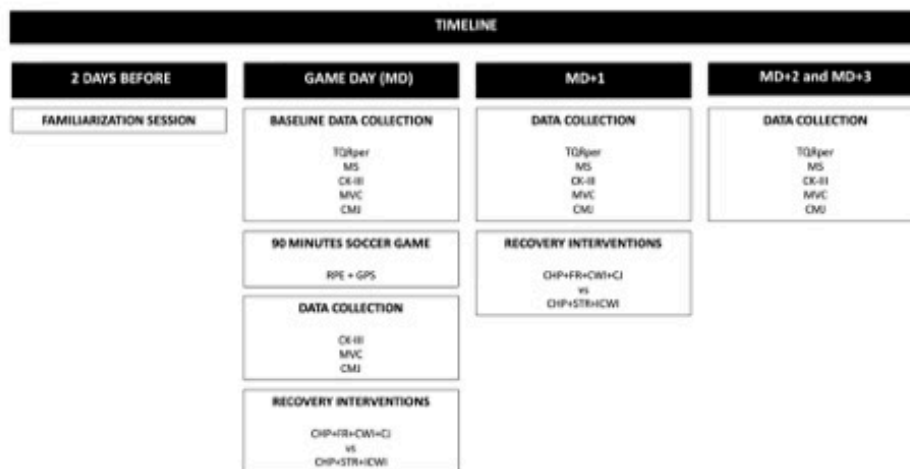 TIMELINE
2 DAYS BEFORE
FAMILIARIZATION SESSION
GAME DAY (MD)
BASELINE DATA COLLECTION
TQRper
MS
CK-III
MVC
CMJ
90 MINUTES SOCCER GAME
RPE + GPS
DATA COLLECTION
CK-III
MVC
CMJ
RECOVERY INTERVENTIONS
CHP+FR+CWI+CJ
vs
CHP+STR+ICWI
MD+1
DATA COLLECTION
TQRper
MS
CK-III
MVC
CMJ
RECOVERY INTERVENTIONS
CHP+FR+CWI+CJ
vs
CHP+STR+ICWI
MD+2 and MD+3
DATA COLLECTION
TQRper
MS
CK-III
MVC
CMJ